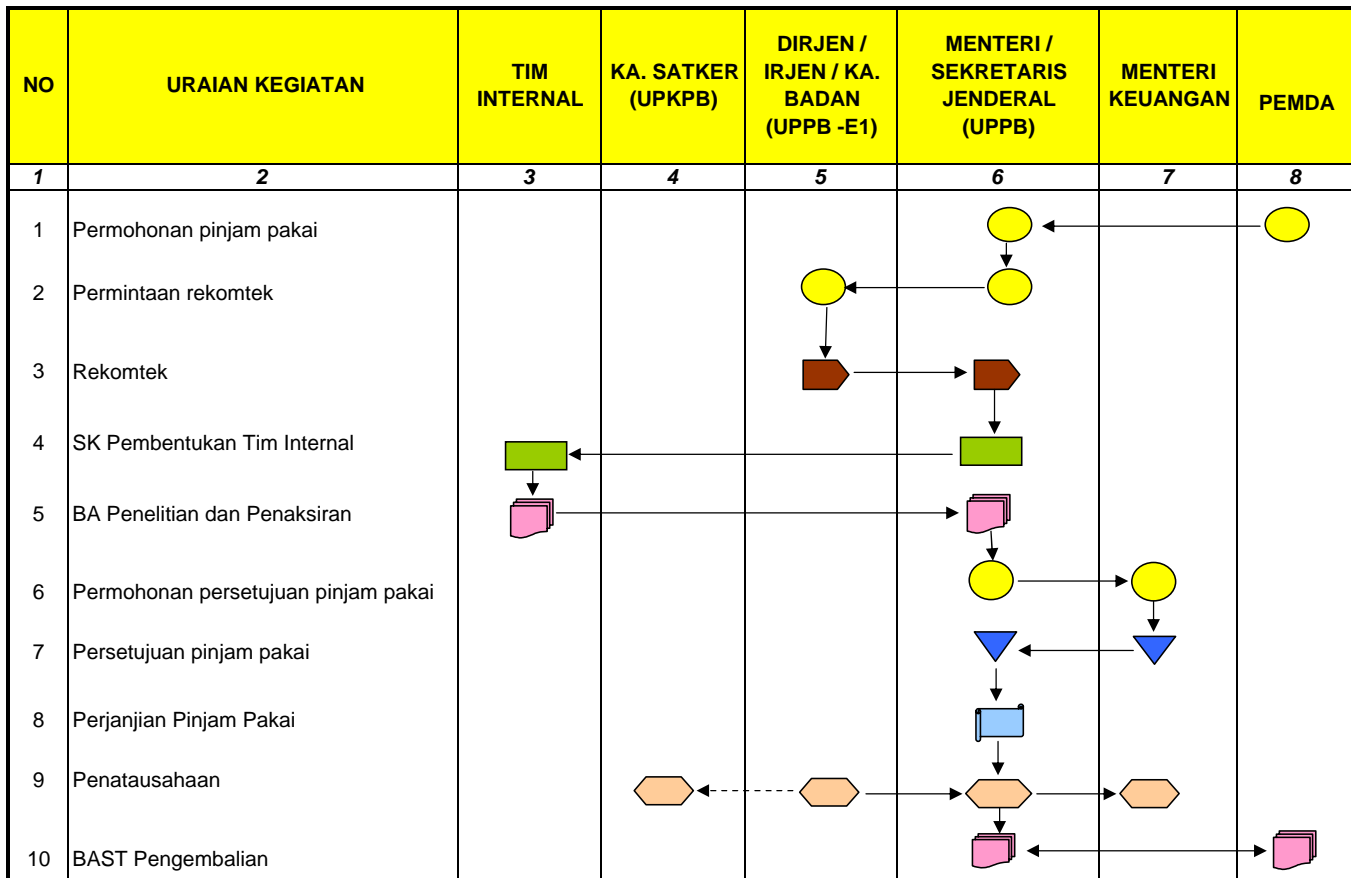 NO
URAIAN KEGIATAN
TIM
INTERNAL
KA. SATKER
(UPKPB)
DIRJEN /
IRJEN / KA.
BADAN
(UPPB -E1)
MENTERI /
SEKRETARIS
JENDERAL
(UPPB)
MENTERI
KEUANGAN
PEMDA
1 2 3 4 5 6 7 8
1 Permohonan pinjam pakai
2 Permintaan rekomtek
3 Rekomtek
4 SK Pembentukan Tim Internal
5 BA Penelitian dan Penaksiran
6 Permohonan persetujuan pinjam pakai
7 Persetujuan pinjam pakai
8 Perjanjian Pinjam Pakai
9 Penatausahaan
10 BAST Pengembalian